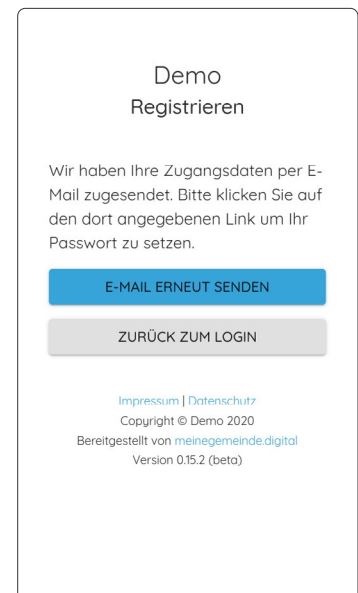 Demo
Registrieren
Wir haben Ihre Zugangsdaten per E-
Mail zugesendet. Bitte klicken Sie auf
den dort angegebenen Link um Ihr
Passwort zu setzen.
E-MAIL ERNEUT SENDEN
ZURÜCK ZUM LOGIN
Impressum | Datenschutz
Copyright © Demo 2020
Bereitgestellt von meinegemeinde.digital
Version 0.15.2 (beta)